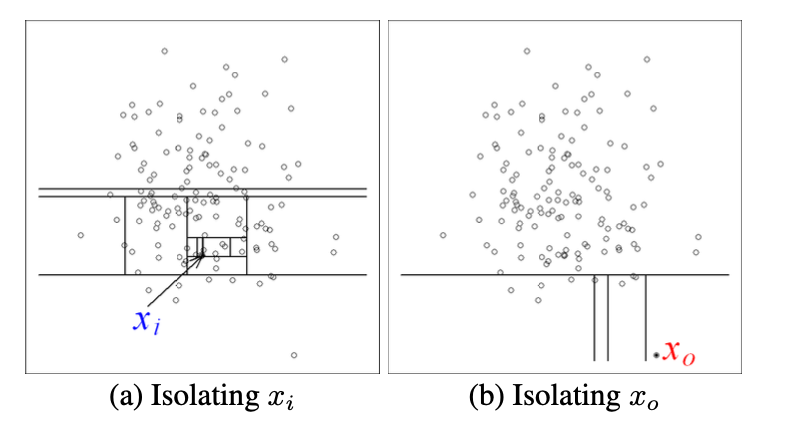 x_i
x_o
(a) Isolating x_i
(b) Isolating x_o